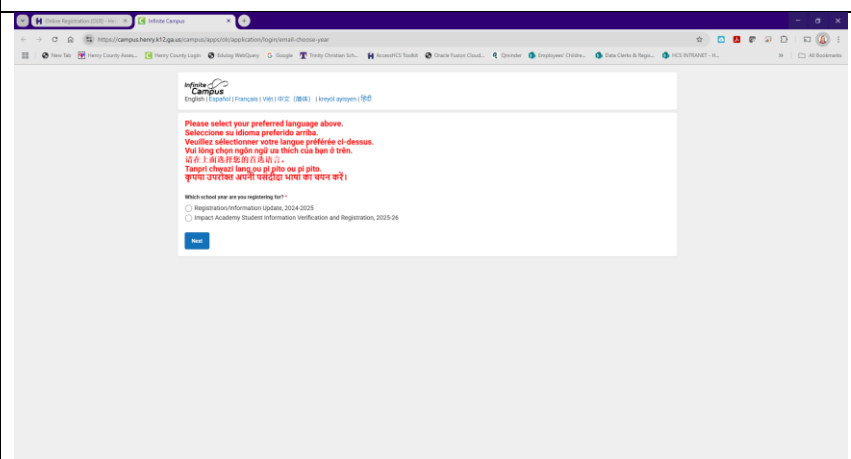 Online Registration (OLR) - He
Infinite Campus
https://campus.henry.k12.ga.us/campus/apps/olr/application/login/email-choose-year
New Tab
Henry County Asses...
Henry County Login
Edulog WebQuery
Google
Trinity Christian Sch...
AccessHCS Toolkit
Oracle Fusion Cloud...
Qminder
Employees' Childre...
Data Clerks & Regis...
HCS INTRANET - H...
All Bookmarks
Infinite
Campus
English | Español | Français | Việt | 中文 (简体) | kreyòl ayisyen | हिंदी
Please select your preferred language above.
Seleccione su idioma preferido arriba.
Veuillez sélectionner votre langue préférée ci-dessus.
Vui lòng chọn ngôn ngữ ưa thích của bạn ở trên.
请在上面选择您的首选语言。
Tanpri chwazi lang ou pi pito ou pi pito.
कृपया उपरोक्त अपनी पसंदीदा भाषा का चयन करें।
Which school year are you registering for? *
Registration/Information Update, 2024-2025
Impact Academy Student Information Verification and Registration, 2025-26
Next